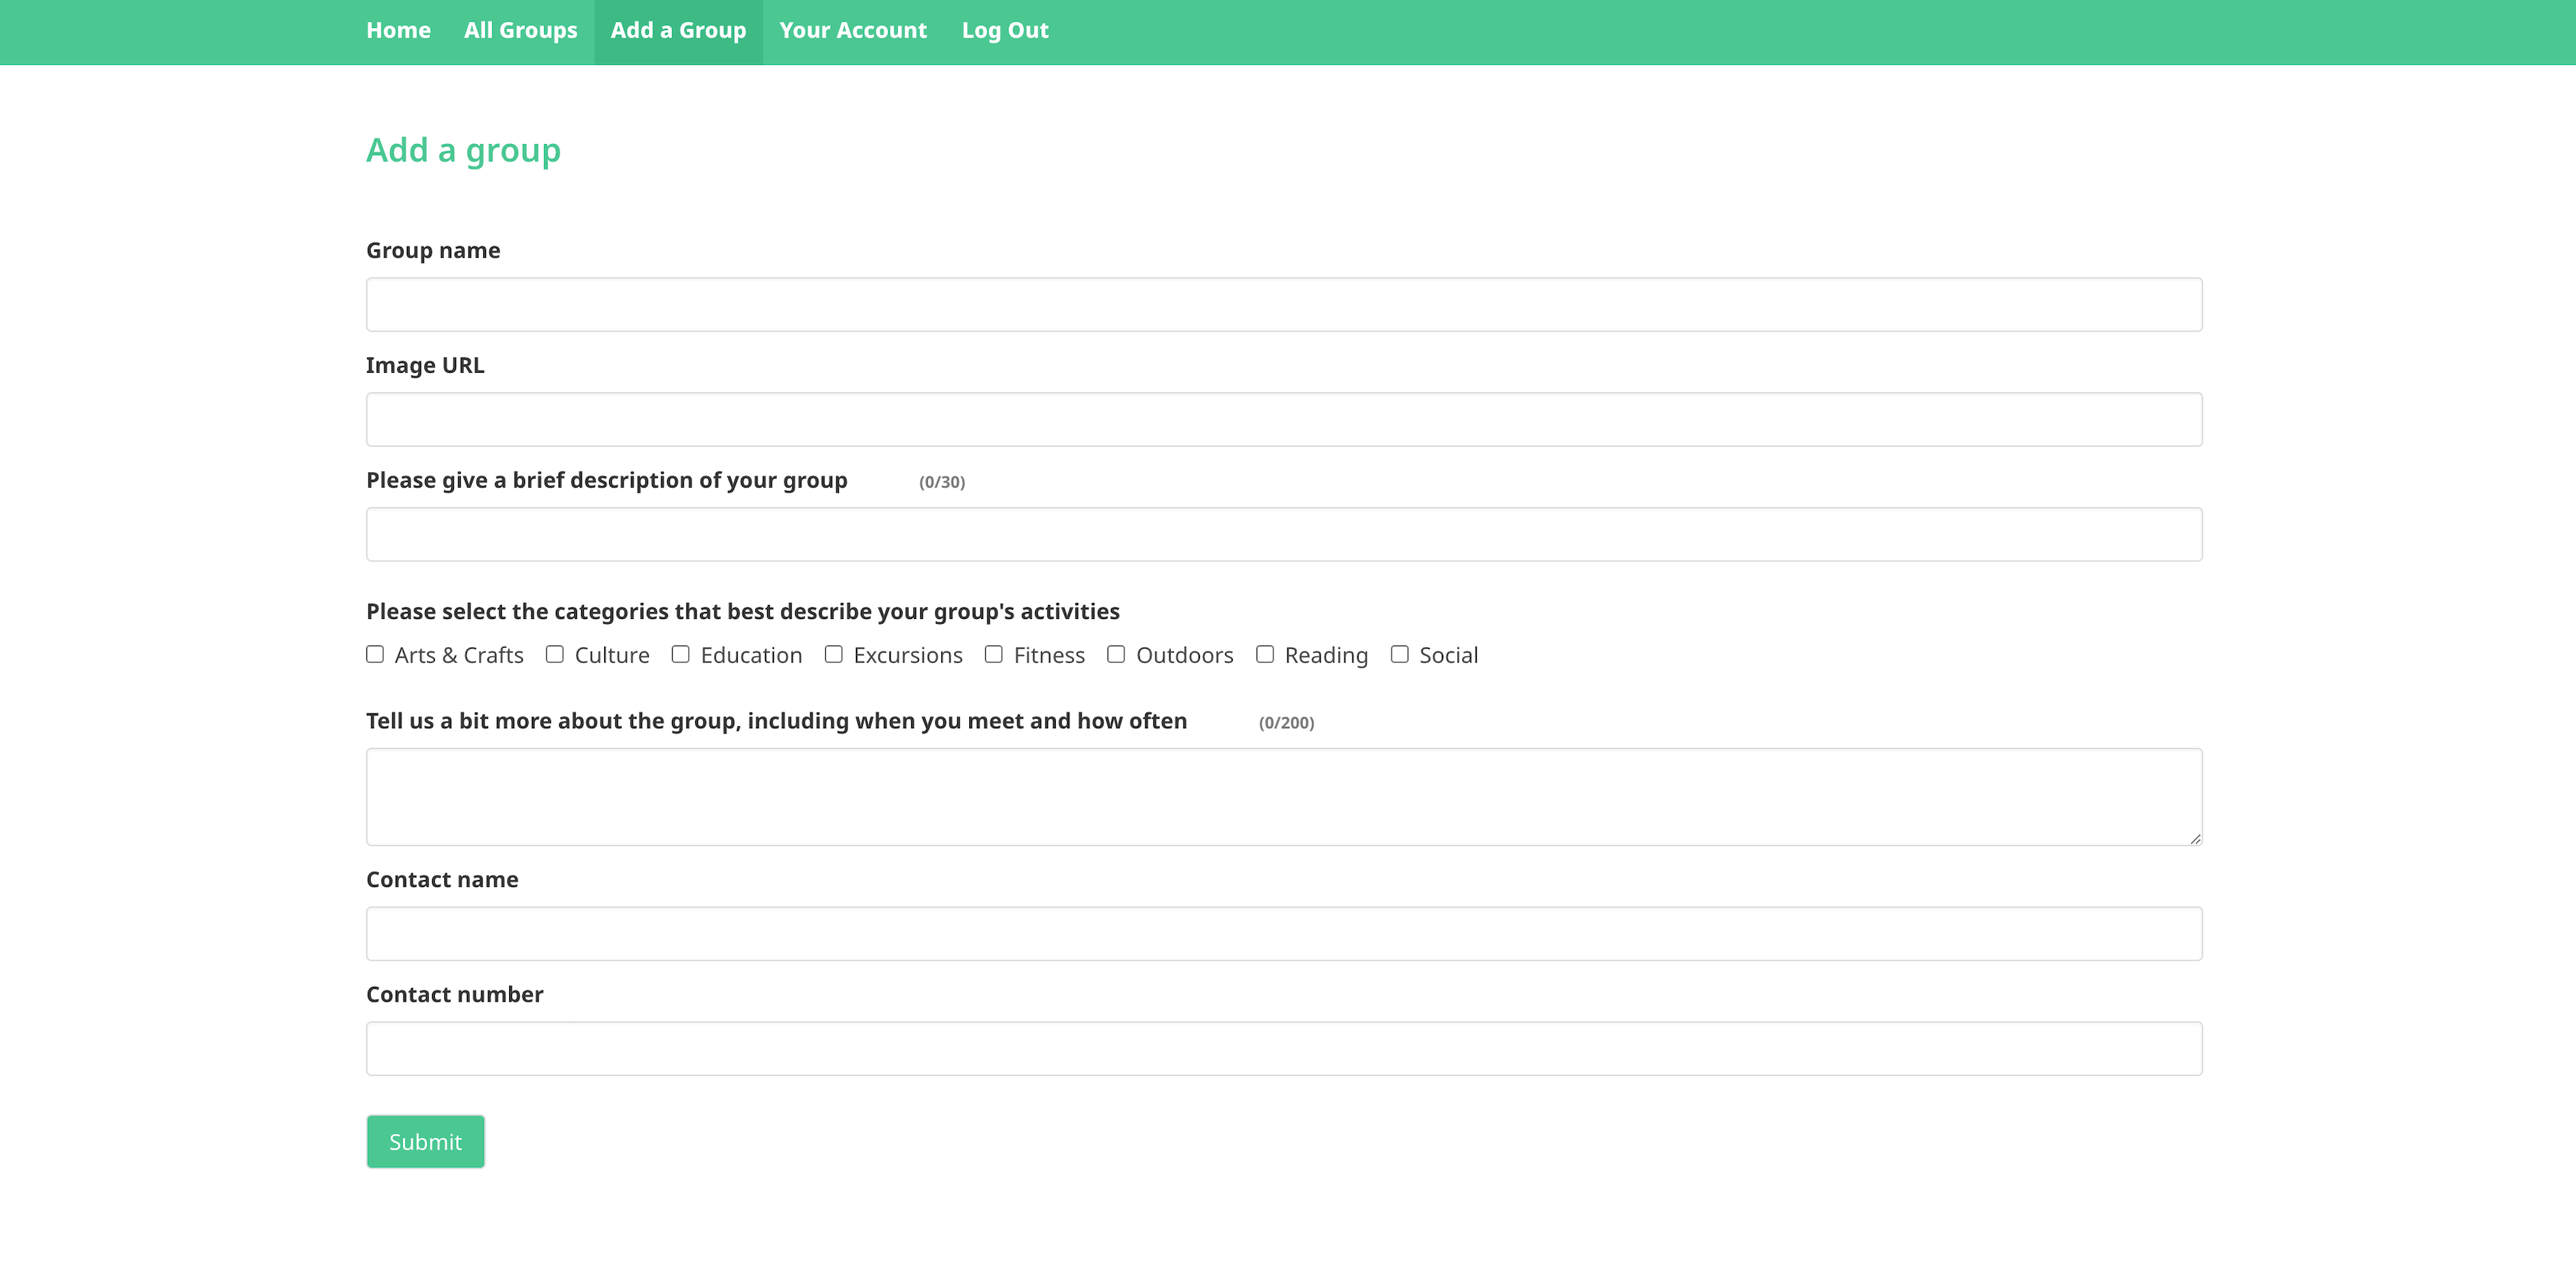 Home All Groups Add a Group Your Account Log Out
Add a group
Group name
Image URL
Please give a brief description of your group (0/30)
Please select the categories that best describe your group's activities
Arts & Crafts Culture Education Excursions Fitness Outdoors Reading Social
Tell us a bit more about the group, including when you meet and how often (0/200)
Contact name
Contact number
Submit